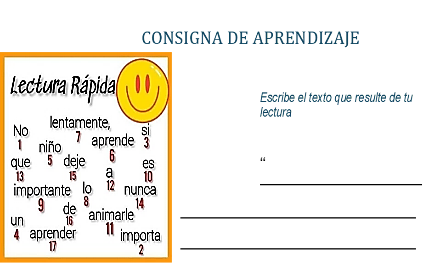 CONSIGNA DE APRENDIZAJE
Lectura Rápida
Escribe el texto que resulte de tu
lectura
“
No lentamente, si
1 niño 7 aprende 3
que 5 deje 6 a es
13 15 12 10
importante lo nunca
9 de 8 animarle 14
un 16
4 aprender 11 importa
17 2